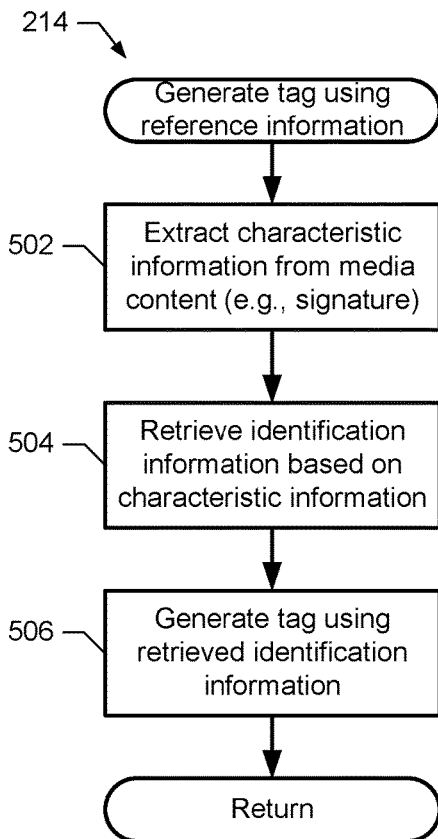 214
Generate tag using
reference information
502
Extract characteristic
information from media
content (e.g., signature)
504
Retrieve identification
information based on
characteristic information
506
Generate tag using
retrieved identification
information
Return